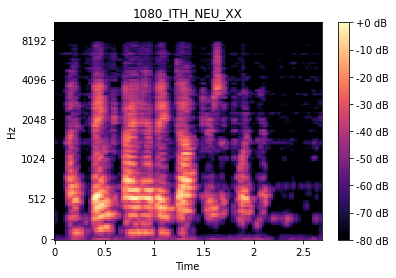 1080_ITH_NEU_XX
8192
4096
2048
1024
512
0
Hz
0
0.5
1
1.5
2
2.5
Time
+0 dB
-10 dB
-20 dB
-30 dB
-40 dB
-50 dB
-60 dB
-70 dB
-80 dB